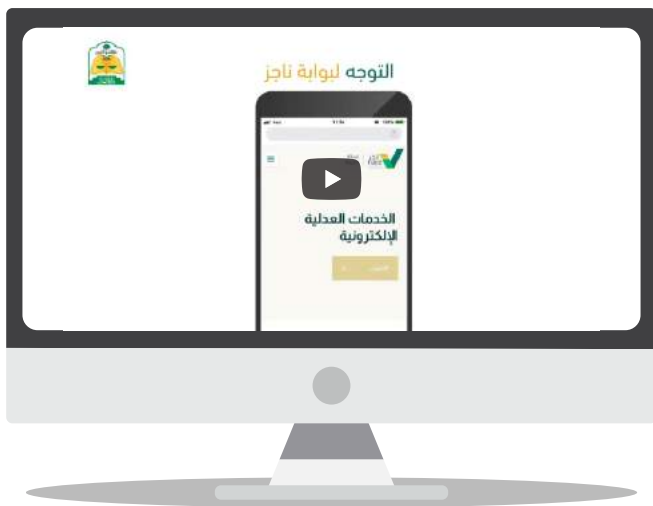 التوجه لبوابة ناجز
الخدمات العدلية
الإلكترونية